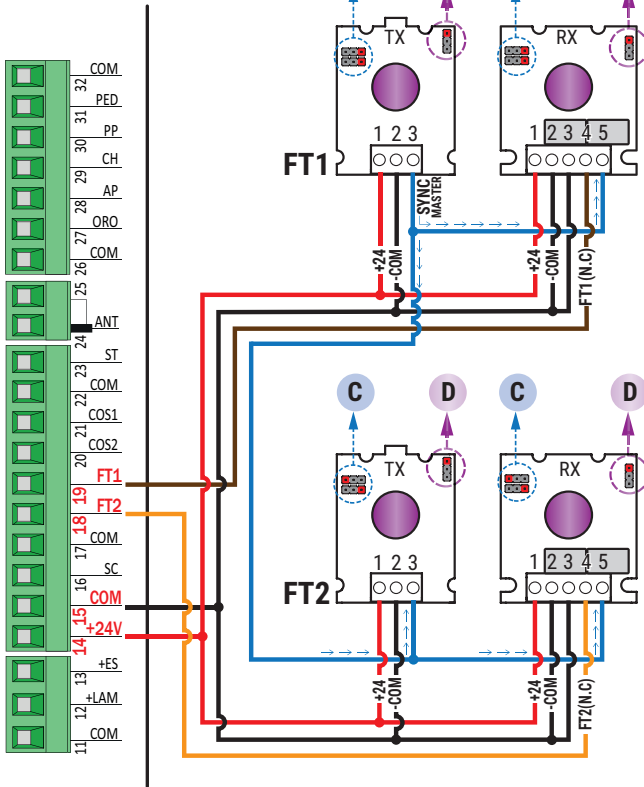 COM
32
PED
31
PP
30
CH
29
AP
28
ORO
27
COM
26
25
ANT
24
ST
23
COM
22
COS1
21
COS2
20
FT1
19
FT2
18
COM
17
SC
16
COM
15
+24V
14
+ES
13
+LAM
12
COM
11
TX
1 2 3
FT1
SYNC
MASTER
+24
-COM
RX
1 2 3 4 5
+24
-COM
FT1(N.C)
C
D
C
D
TX
1 2 3
FT2
+24
-COM
RX
1 2 3 4 5
+24
-COM
FT2(N.C)